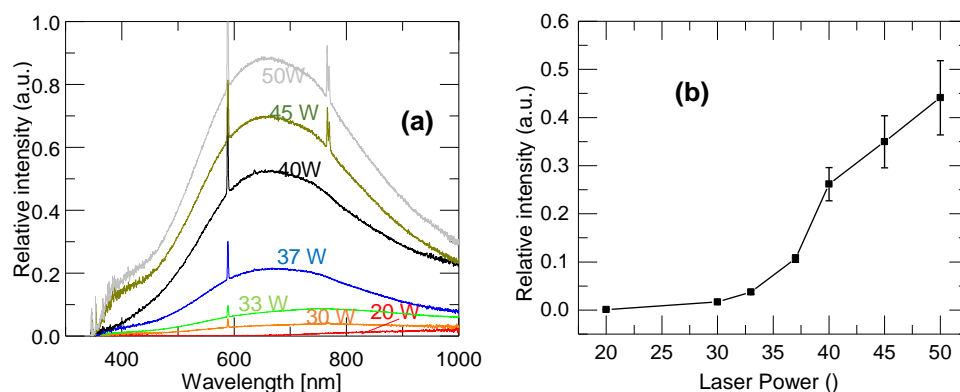 1.0
0.8
0.6
0.4
0.2
0.0
Relative intensity (a.u.)
50W
45 W
40W
37 W
33 W
30 W
20 W
(a)
400 600 800 1000
Wavelength [nm]
0.6
0.5
0.4
0.3
0.2
0.1
0.0
Relative intensity (a.u.)
(b)
20 25 30 35 40 45 50
Laser Power ()